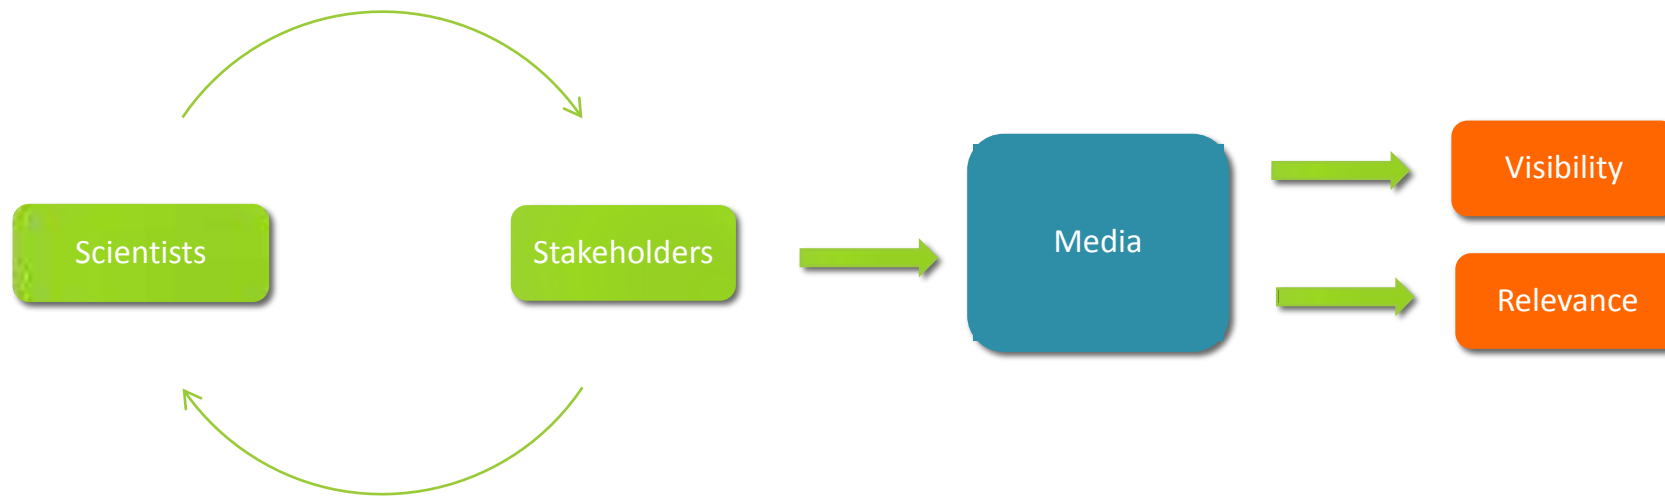 Scientists
Stakeholders
Media
Visibility
Relevance